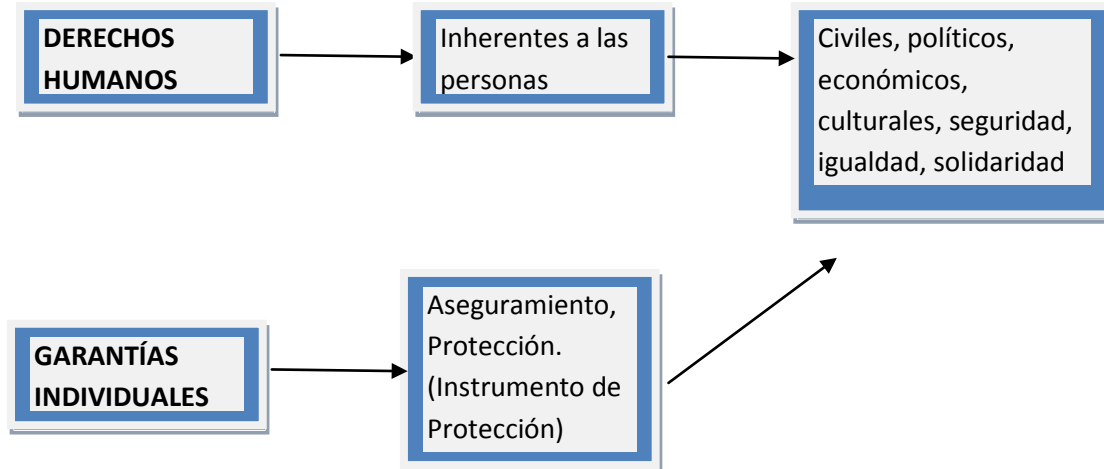 DERECHOS
HUMANOS
Inherentes a las
personas
Civiles, políticos,
económicos,
culturales, seguridad,
igualdad, solidaridad
GARANTÍAS
INDIVIDUALES
Aseguramiento,
Protección.
(Instrumento de
Protección)